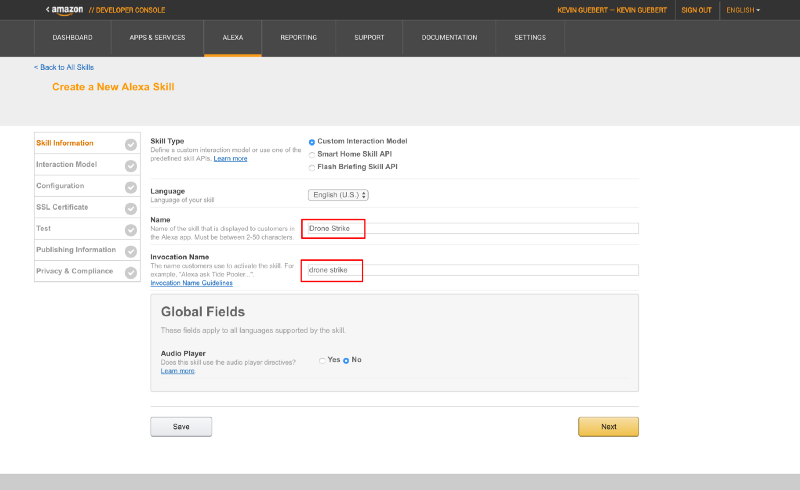 < amazon // DEVELOPER CONSOLE KEVIN GUEBERT — KEVIN GUEBERT SIGN OUT ENGLISH
DASHBOARD APPS & SERVICES ALEXA REPORTING SUPPORT DOCUMENTATION SETTINGS
< Back to All Skills
Create a New Alexa Skill
Skill Information
Interaction Model
Configuration
SSL Certificate
Test
Publishing Information
Privacy & Compliance
Skill Type
Define a custom interaction model or use one of the
predefined skill APIs. Learn more
Custom Interaction Model
Smart Home Skill API
Flash Briefing Skill API
Language
Language of your skill
English (U.S.)
Name
Name of the skill that is displayed to customers in
the Alexa app. Must be between 2-50 characters.
Drone Strike
Invocation Name
The name customers use to activate the skill. For
example, "Alexa ask Tide Pooler...".
Invocation Name Guidelines
drone strike
Global Fields
These fields apply to all languages supported by the skill.
Audio Player
Does this skill use the audio player directives?
Learn more
Yes No
Save
Next